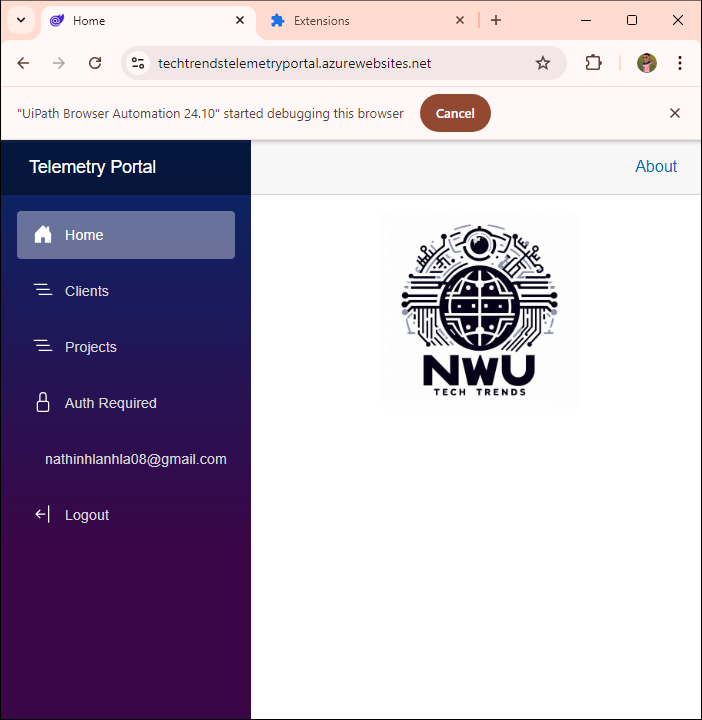 Home
Extensions
techtrendstelemetryportal.azurewebsites.net
"UiPath Browser Automation 24.10" started debugging this browser
Cancel
Telemetry Portal
About
Home
Clients
Projects
Auth Required
nathinhlanhla08@gmail.com
Logout
NWU
TECH TRENDS